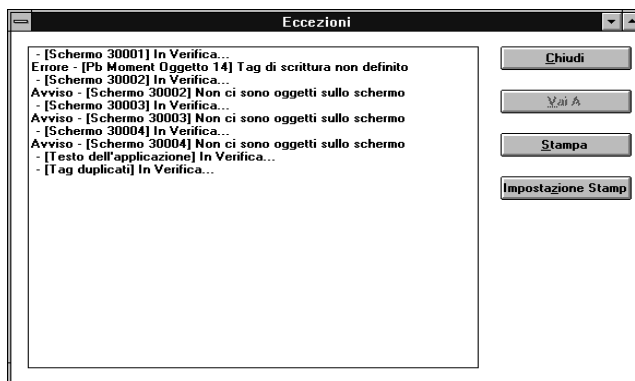 Eccezioni
- [Schermo 30001] In Verifica...
Errore - [Pb Moment Oggetto 14] Tag di scrittura non definito
- [Schermo 30002] In Verifica...
Avviso - [Schermo 30002] Non ci sono oggetti sullo schermo
- [Schermo 30003] In Verifica...
Avviso - [Schermo 30003] Non ci sono oggetti sullo schermo
- [Schermo 30004] In Verifica...
Avviso - [Schermo 30004] Non ci sono oggetti sullo schermo
- [Testo dell'applicazione] In Verifica...
- [Tag duplicati] In Verifica...
Chiudi
Vai A
Stampa
Impostazione Stamp